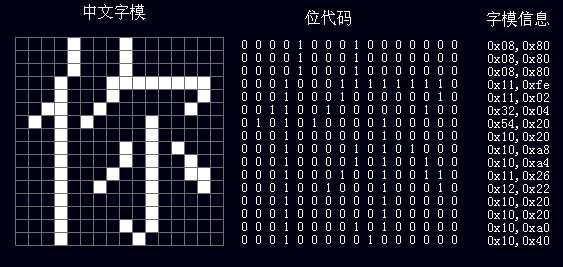 中文字模 位代码 字模信息
0 0 0 0 1 0 0 0 1 0 0 0 0 0 0 0 0x08,0x80
0 0 0 0 1 0 0 0 1 0 0 0 0 0 0 0 0x08,0x80
0 0 0 0 1 0 0 0 1 0 0 0 0 0 0 0 0x08,0x80
0 0 0 1 0 0 0 1 1 1 1 1 1 1 1 0 0x11,0xfe
0 0 0 1 0 0 0 1 0 0 0 0 0 0 1 0 0x11,0x02
0 0 1 1 0 0 1 0 0 0 0 0 0 1 0 0 0x32,0x04
0 1 0 1 0 1 0 0 0 0 1 0 0 0 0 0 0x54,0x20
0 0 0 1 0 0 0 0 0 0 1 0 0 0 0 0 0x10,0x20
0 0 0 1 0 0 0 0 1 0 1 0 1 0 0 0 0x10,0xa8
0 0 0 1 0 0 0 0 1 0 1 0 0 1 0 0 0x10,0xa4
0 0 0 1 0 0 0 1 0 0 1 0 0 1 1 0 0x11,0x26
0 0 0 1 0 0 1 0 0 0 1 0 0 0 1 0 0x12,0x22
0 0 0 1 0 0 0 0 0 0 1 0 0 0 0 0 0x10,0x20
0 0 0 1 0 0 0 0 0 0 1 0 0 0 0 0 0x10,0x20
0 0 0 1 0 0 0 0 1 0 1 0 0 0 0 0 0x10,0xa0
0 0 0 1 0 0 0 0 0 1 0 0 0 0 0 0 0x10,0x40